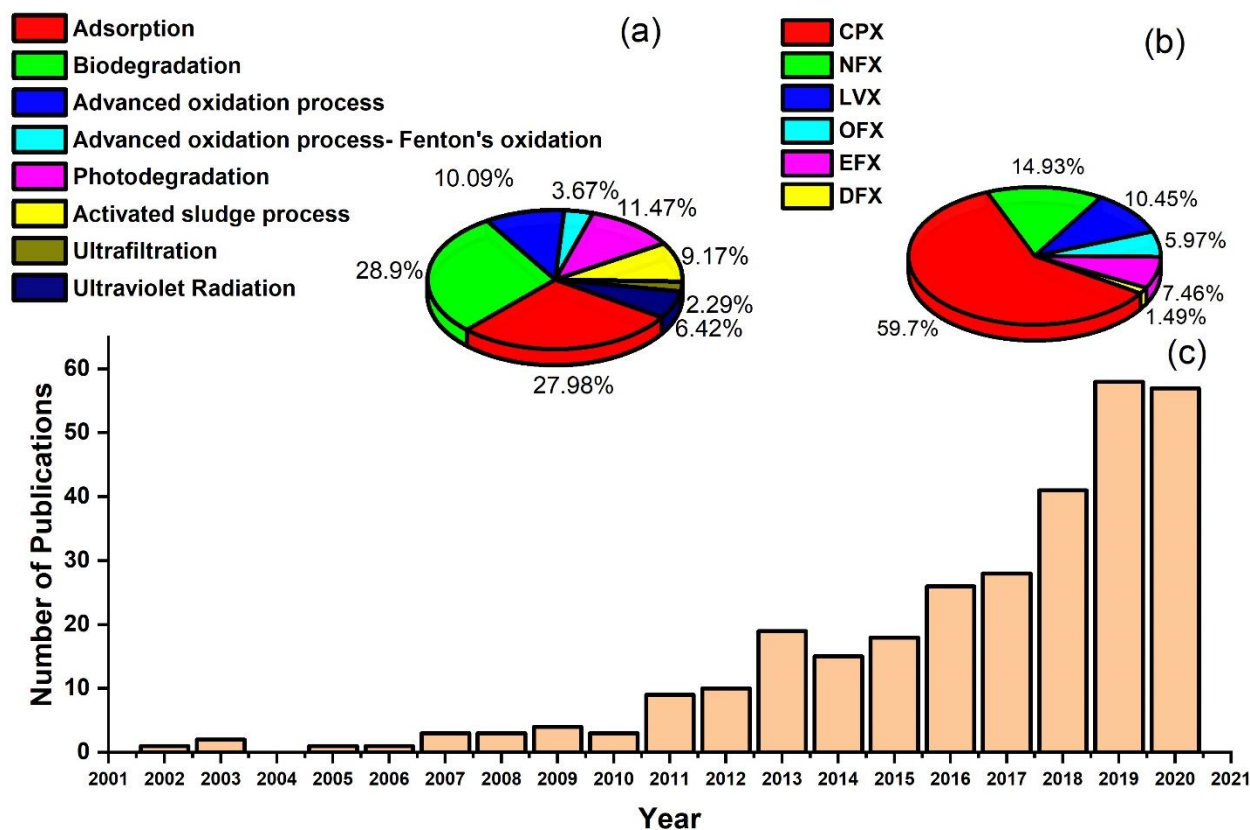 (a)
Adsorption
Biodegradation
Advanced oxidation process
Advanced oxidation process- Fenton's oxidation
Photodegradation
Activated sludge process
Ultrafiltration
Ultraviolet Radiation
10.09%
3.67%
11.47%
9.17%
28.9%
2.29%
6.42%
27.98%
(b)
CPX
NFX
LVX
OFX
EFX
DFX
14.93%
10.45%
5.97%
7.46%
1.49%
59.7%
(c)
Number of Publications
60
50
40
30
20
10
0
2001 2002 2003 2004 2005 2006 2007 2008 2009 2010 2011 2012 2013 2014 2015 2016 2017 2018 2019 2020 2021
Year